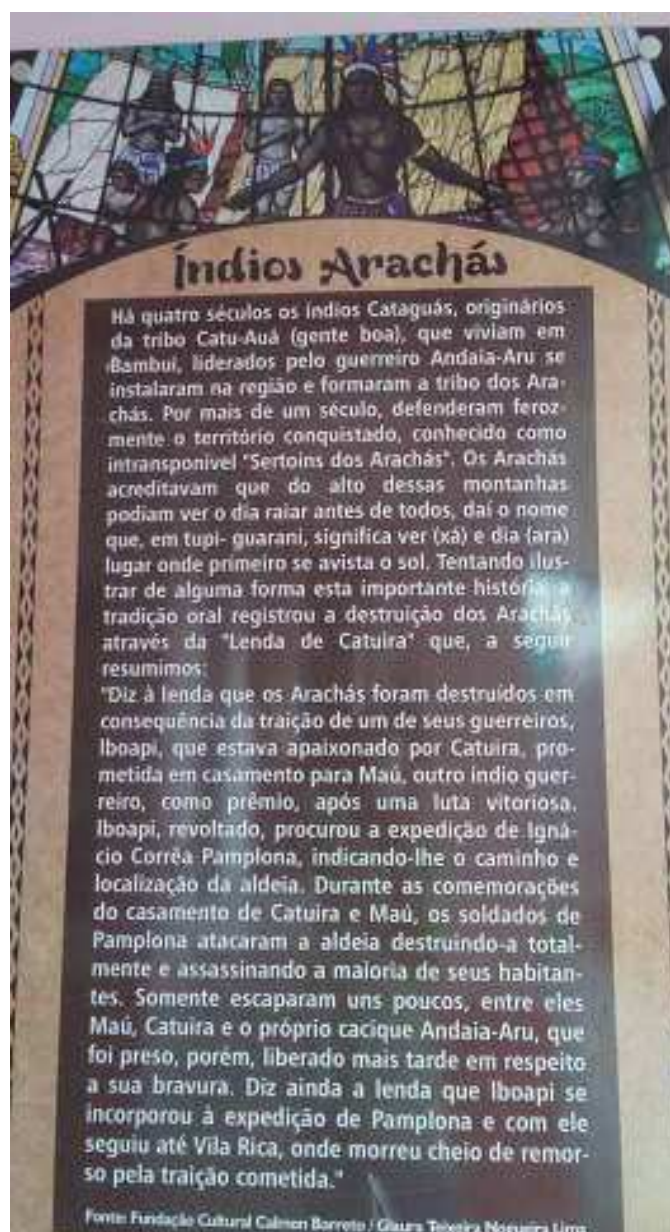 Índios Arachás
Há quatro séculos os índios Cataguás, originários
da tribo Catu-Auá (gente boa), que viviam em
Bambuí, liderados pelo guerreiro Andaia-Aru se
instalaram na região e formaram a tribo dos Ara-
chás. Por mais de um século, defenderam feroz-
mente o território conquistado, conhecido como
intransponível "Sertoins dos Arachás". Os Arachás
acreditavam que do alto dessas montanhas
podiam ver o dia raiar antes de todos, daí o nome
que, em tupi- guarani, significa ver (xá) e dia (ara)
lugar onde primeiro se avista o sol. Tentando ilus-
trar de alguma forma esta importante história, a
tradição oral registrou a destruição dos Arachás
através da "Lenda de Catuira" que, a seguir
resumimos:
"Diz à lenda que os Arachás foram destruídos em
consequência da traição de um de seus guerreiros,
Iboapi, que estava apaixonado por Catuira, pro-
metida em casamento para Maú, outro índio guer-
reiro, como prêmio, após uma luta vitoriosa.
Iboapi, revoltado, procurou a expedição de Igná-
cio Corrêa Pamplona, indicando-lhe o caminho e
localização da aldeia. Durante as comemorações
do casamento de Catuira e Maú, os soldados de
Pamplona atacaram a aldeia destruindo-a total-
mente e assassinando a maioria de seus habitan-
tes. Somente escaparam uns poucos, entre eles
Maú, Catuira e o próprio cacique Andaia-Aru, que
foi preso, porém, liberado mais tarde em respeito
a sua bravura. Diz ainda a lenda que Iboapi se
incorporou à expedição de Pamplona e com ele
seguiu até Vila Rica, onde morreu cheio de remor-
so pela traição cometida."
Fonte: Fundação Cultural Calmon Barreto / Glaura Teixeira Nogueira Lima